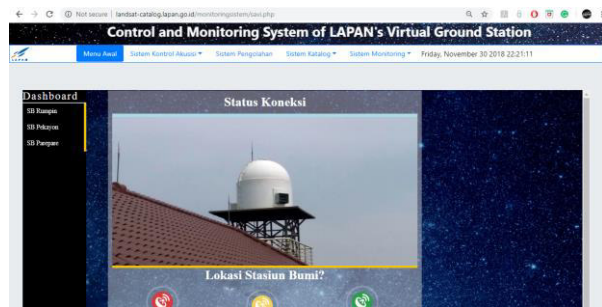 Not secure | landsat-catalog.lapan.go.id/monitoringsistem/savi.php
Control and Monitoring System of LAPAN's Virtual Ground Station
LAPAN
Menu Awal Sistem Kontrol Akuisisi Sistem Pengolahan Sistem Katalog Sistem Monitoring Friday, November 30 2018 22:21:11
Dashboard
SB Rumpin
SB Pekayon
SB Parepare
Status Koneksi
Lokasi Stasiun Bumi?